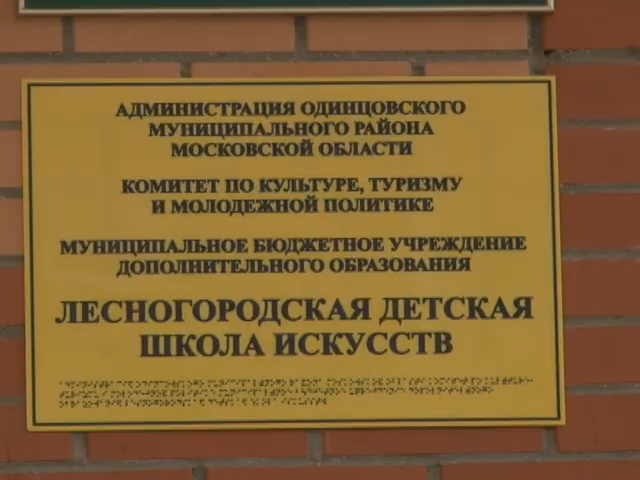 АДМИНИСТРАЦИЯ ОДИНЦОВСКОГО
МУНИЦИПАЛЬНОГО РАЙОНА
МОСКОВСКОЙ ОБЛАСТИ
КОМИТЕТ ПО КУЛЬТУРЕ, ТУРИЗМУ
И МОЛОДЕЖНОЙ ПОЛИТИКЕ
МУНИЦИПАЛЬНОЕ БЮДЖЕТНОЕ УЧРЕЖДЕНИЕ
ДОПОЛНИТЕЛЬНОГО ОБРАЗОВАНИЯ
ЛЕСНОГОРОДСКАЯ ДЕТСКАЯ
ШКОЛА ИСКУССТВ